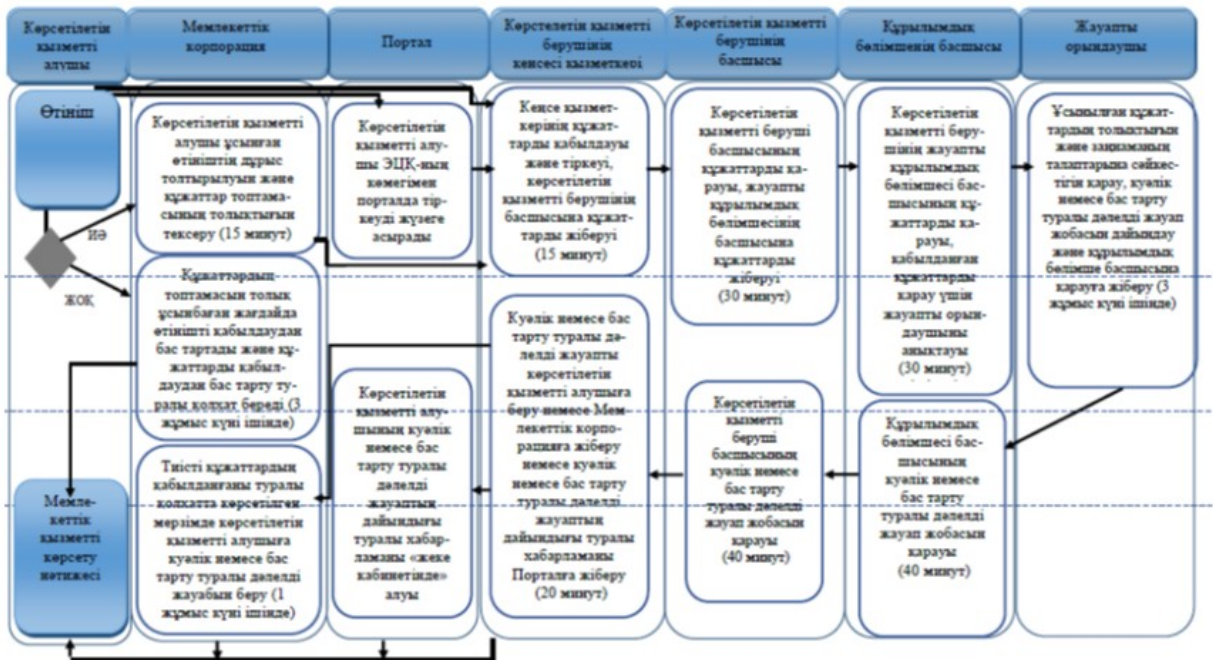 Көрсетілетін
қызметті
алушы
Мемлекеттік
корпорация
Портал
Көрстелетін қызметті
берушінің
кеңсесі қызметкері
Көрсетілетін қызметті
берушінің
басшысы
Құрылымдық
бөлімшенің басшысы
Жауапты
орындаушы
Өтініш
ИӘ
ЖОҚ
Көрсетілетін қызметті
алушы ұсынған
өтініштің дұрыс
толтырылуын және
құжаттар топтама-
сының толықтығын
тексеру (15 минут)
Көрсетілетін
қызметті алу-
шы ЭЦҚ-ның
көмегімен
порталда тір-
кеуді жүзеге
асырады
Кеңсе қызмет-
керінің құжат-
тарды қабылдауы
және тіркеуі,
көрсетілетін
қызметті берушінің
басшысына құжат-
тарды жіберуі
(15 минут)
Көрсетілетін
қызметті беруші
басшысының
құжаттарды қа-
рауы, жауапты
құрылымдық
бөлімшесінің
басшысына
құжаттарды
жіберуі
(30 минут)
Көрсетілетін
қызметті беру-
шінің жауапты
құрылымдық
бөлімшесі бас-
шысының құ-
жаттарды қа-
рауы,
қабылданған
құжаттарды
қарау үшін
жауапты орын-
даушыны
анықтауы
(30 минут)
Ұсынылған құжат-
тардың толықтығын
және заңнаманың
талаптарына сәйкес-
тігін қарау, куәлік
немесе бас тарту
туралы дәлелді жауап
жобасын дайындау
және құрылымдық
бөлімше басшысына
қарауға жіберу (3
жұмыс күні ішінде)
Құжаттардың
топтамасын толық
ұсынбаған жағдайда
өтінішті қабылдаудан
бас тартады және құ-
жаттарды қабыл-
даудан бас тарту ту-
ралы қолхат береді (3
жұмыс күні ішінде)
Тиісті құжаттардың
қабылданғаны туралы
қолхатта көрсетілген
мерзімде көрсетілетін
қызметті алушыға
куәлік немесе бас
тарту туралы дәлелді
жауабын беру (1
жұмыс күні ішінде)
Көрсетілетін
қызметті алу-
шының куәлік
немесе бас
тарту туралы
дәлелді
жауаптың
дайындығы
туралы хабар-
ламаны «жеке
кабинетінде»
алуы
Куәлік немесе бас
тарту туралы дә-
лелді жауапты
көрсетілетін
қызметті алушыға
беру немесе Мем-
лекеттік корпо-
рацияға жіберу
немесе куәлік
немесе бас тарту
туралы дәлелді
жауаптың
дайындығы туралы
хабарламаны
Порталға жіберу
(20 минут)
Көрсетілетін
қызметті
беруші
басшысының
куәлік немесе
бас тарту
туралы дәлелді
жауап жобасын
қарауы
(40 минут)
Құрылымдық
бөлімшесі бас-
шысының
куәлік немесе
бас тарту
туралы дәлелді
жауап жобасын
қарауы
(40 минут)
Мемле-
кеттік
қызметті
көрсету
нәтижесі